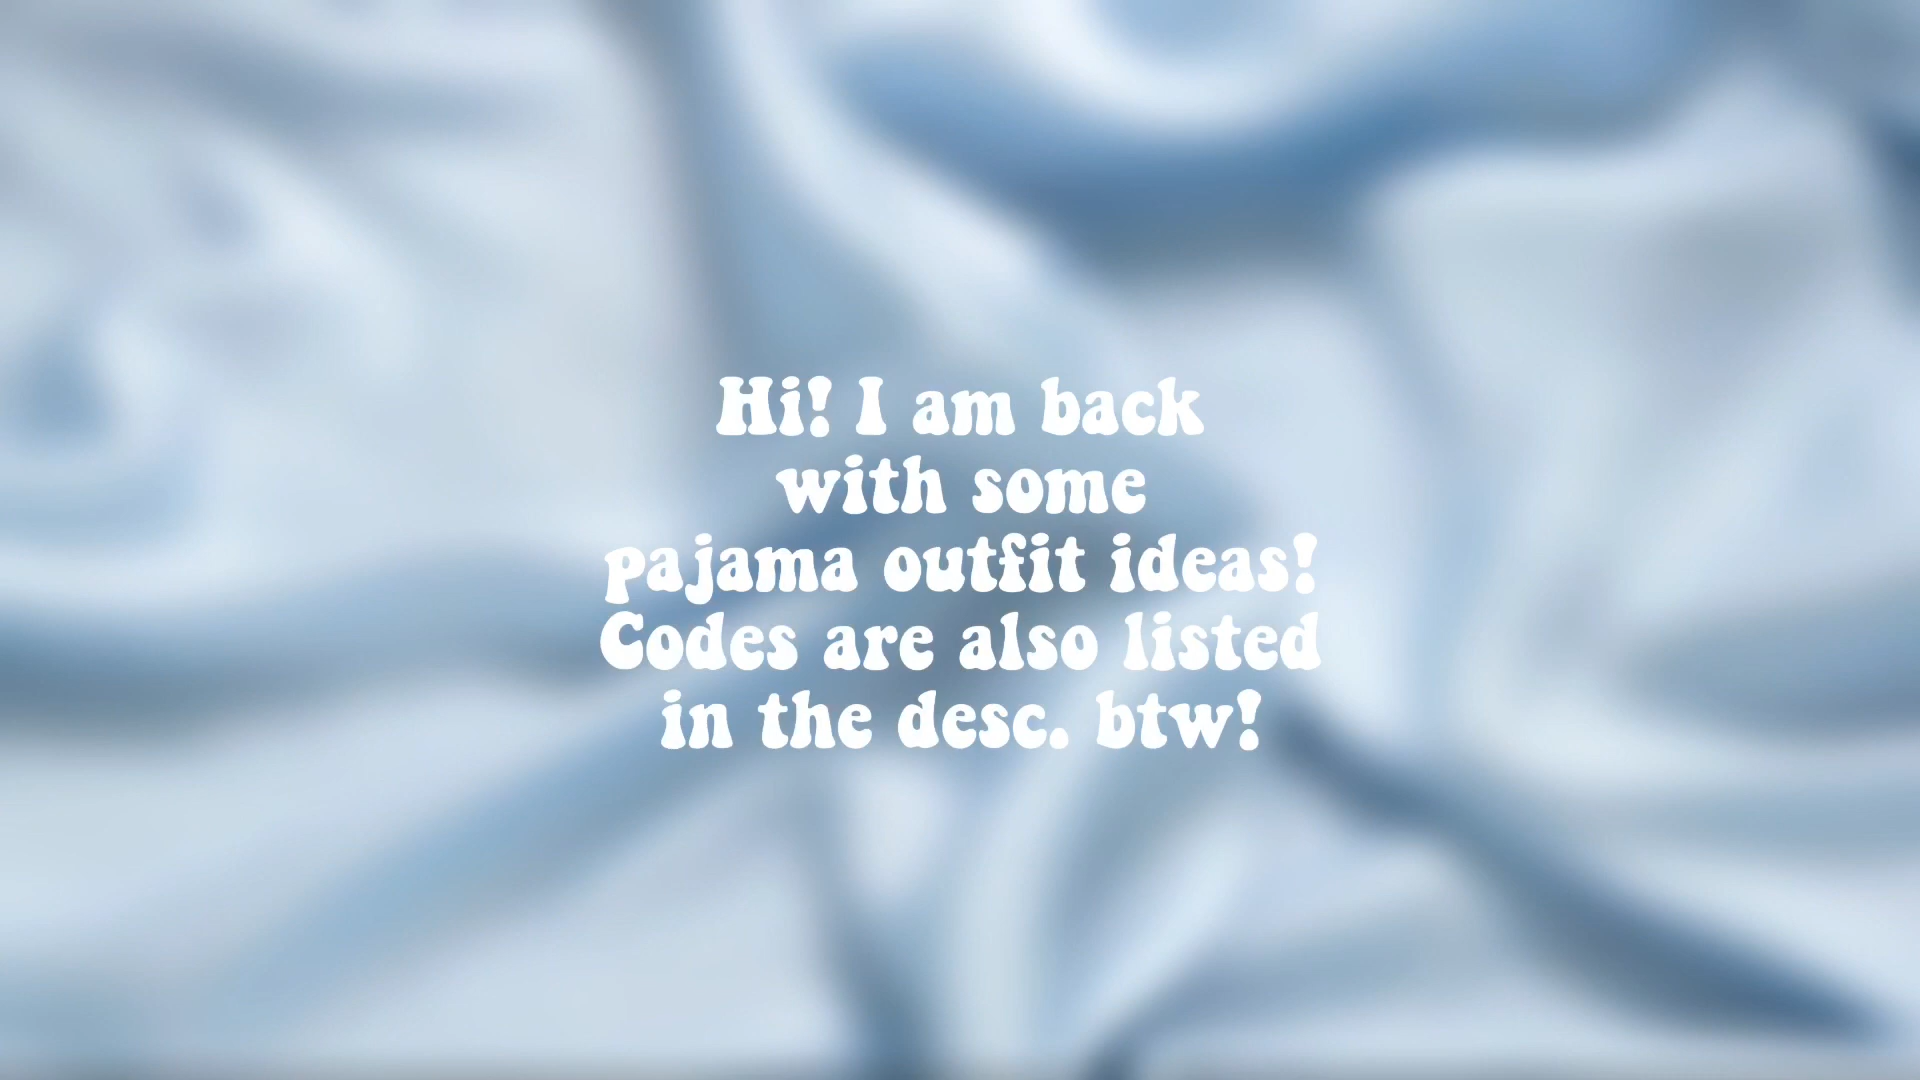 Hi! I am back
with some
pajama outfit ideas!
Codes are also listed
in the desc. btw!